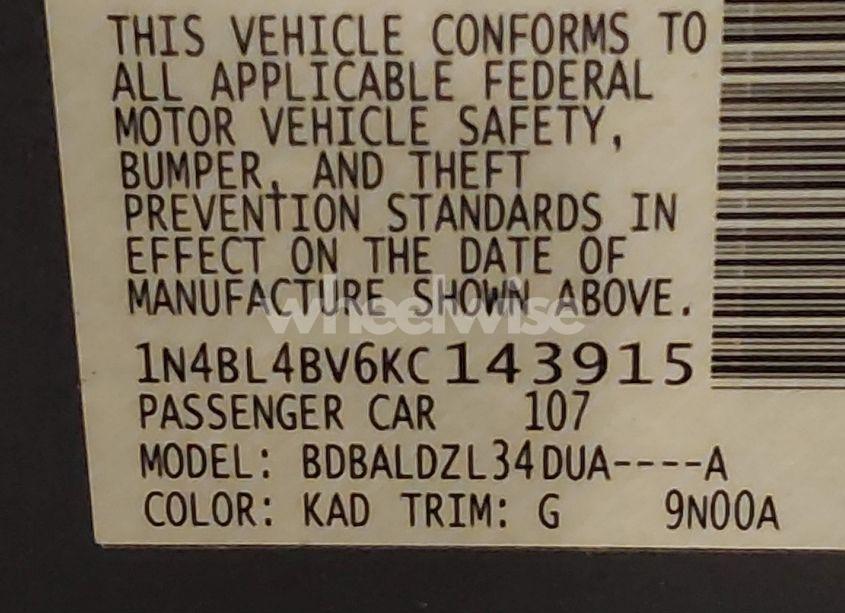 THIS VEHICLE CONFORMS TO
ALL APPLICABLE FEDERAL
MOTOR VEHICLE SAFETY,
BUMPER, AND THEFT
PREVENTION STANDARDS IN
EFFECT ON THE DATE OF
MANUFACTURE SHOWN ABOVE.
wheelwise
1N4BL4BV6KC143915
PASSENGER CAR 107
MODEL: BDBALDZL34DUA----A
COLOR: KAD TRIM: G 9N00A